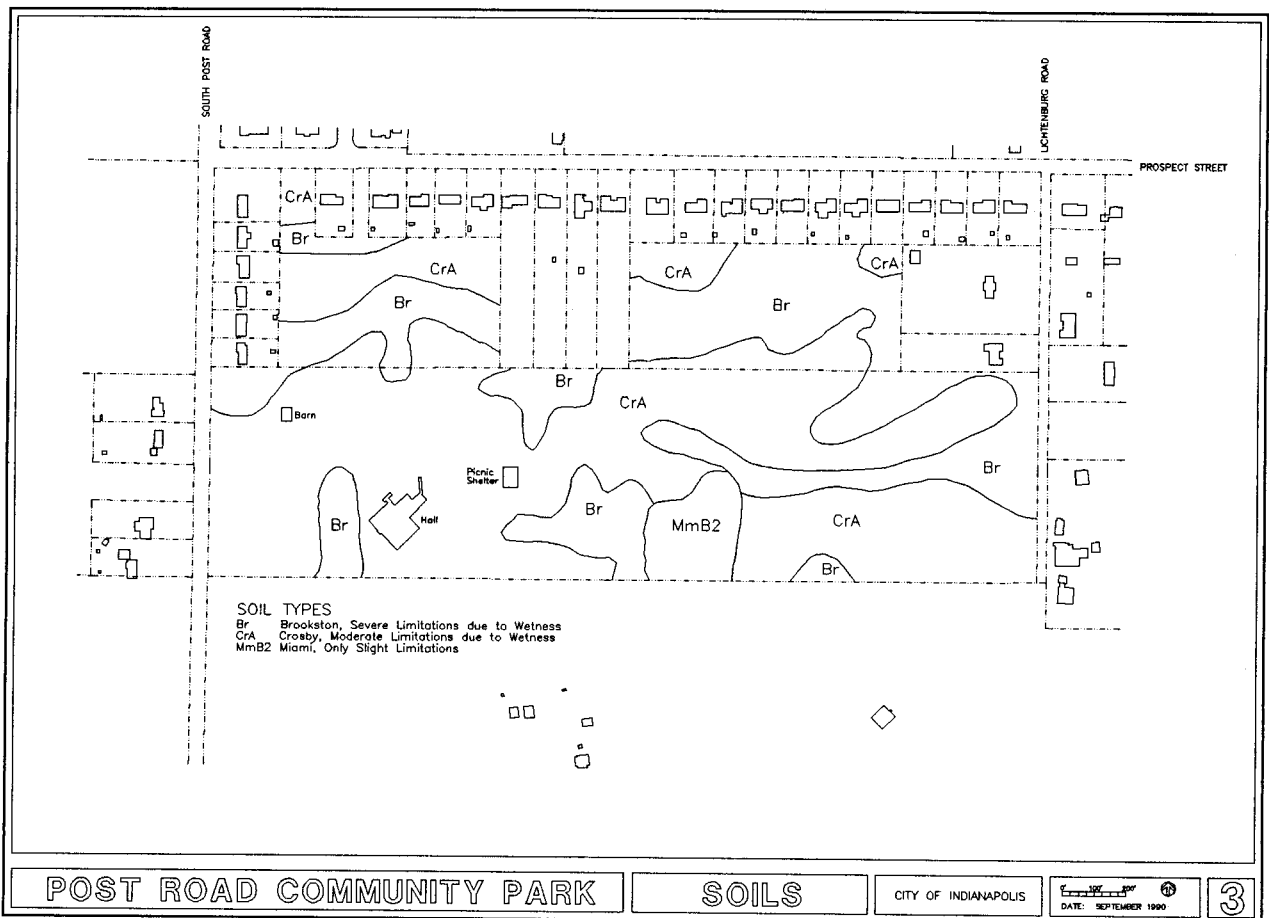 SOUTH POST ROAD
LICHTENBURG ROAD
PROSPECT STREET
CrA
Br
CrA
Br
CrA
CrA
Br
Br
CrA
Barn
Picnic
Shelter
Br
Br
Hall
Br
MmB2
CrA
Br
SOIL TYPES
Br Brookston, Severe Limitations due to Wetness
CrA Crosby, Moderate Limitations due to Wetness
MmB2 Miami, Only Slight Limitations
POST ROAD COMMUNITY PARK
SOILS
CITY OF INDIANAPOLIS
0' 100' 200'
DATE: SEPTEMBER 1990
3